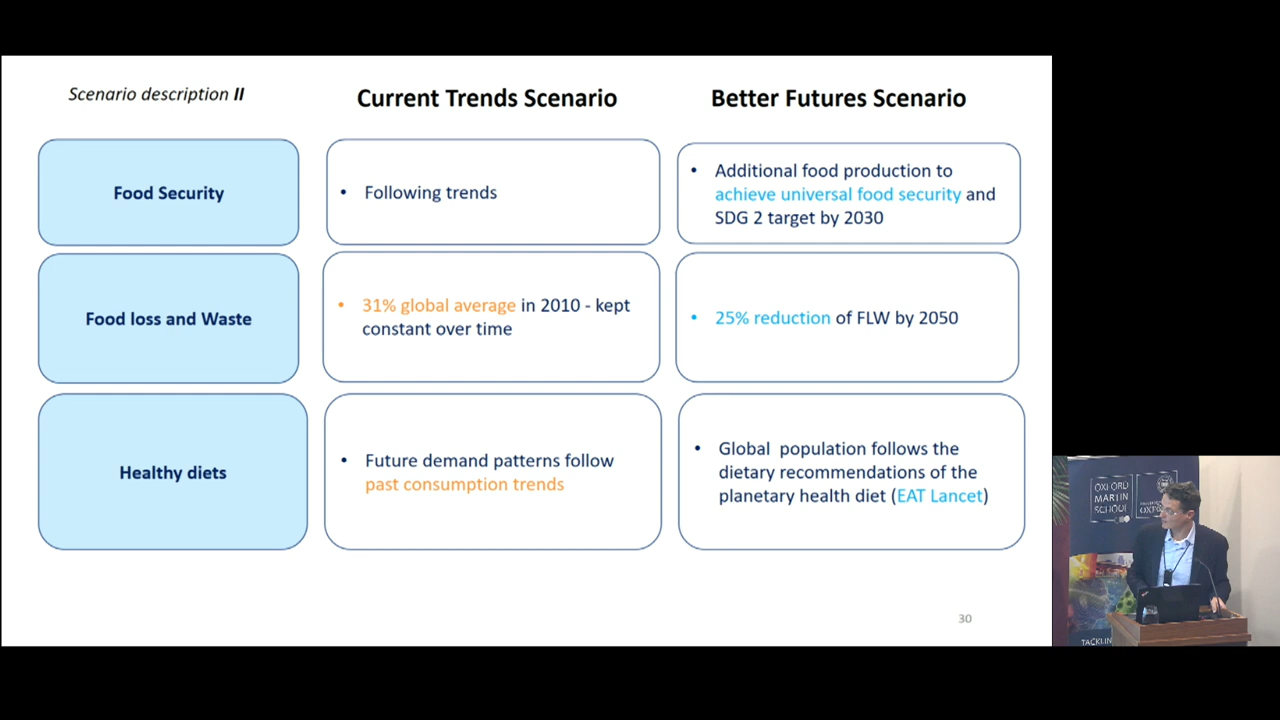 Scenario description II
Current Trends Scenario
Better Futures Scenario
Food Security
• Following trends
• Additional food production to
achieve universal food security and
SDG 2 target by 2030
Food loss and Waste
• 31% global average in 2010 - kept
constant over time
• 25% reduction of FLW by 2050
Healthy diets
• Future demand patterns follow
past consumption trends
• Global population follows the
dietary recommendations of the
planetary health diet (EAT Lancet)
30
OXFORD
MARTIN
SCHOOL
TACKLIN